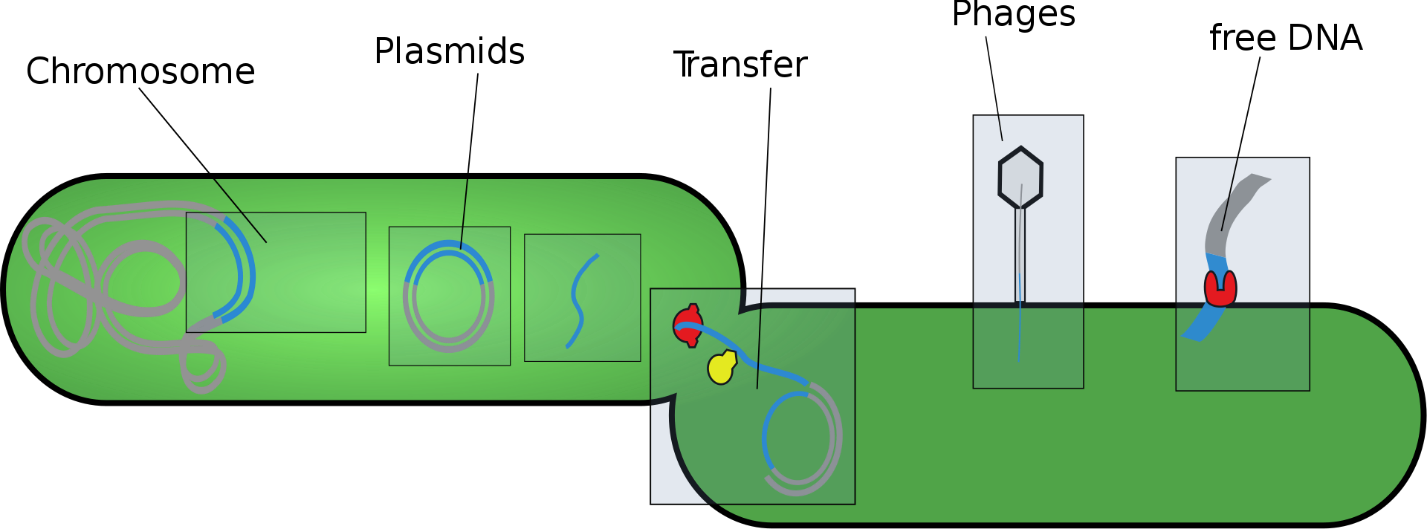 Chromosome
Plasmids
Transfer
Phages
free DNA